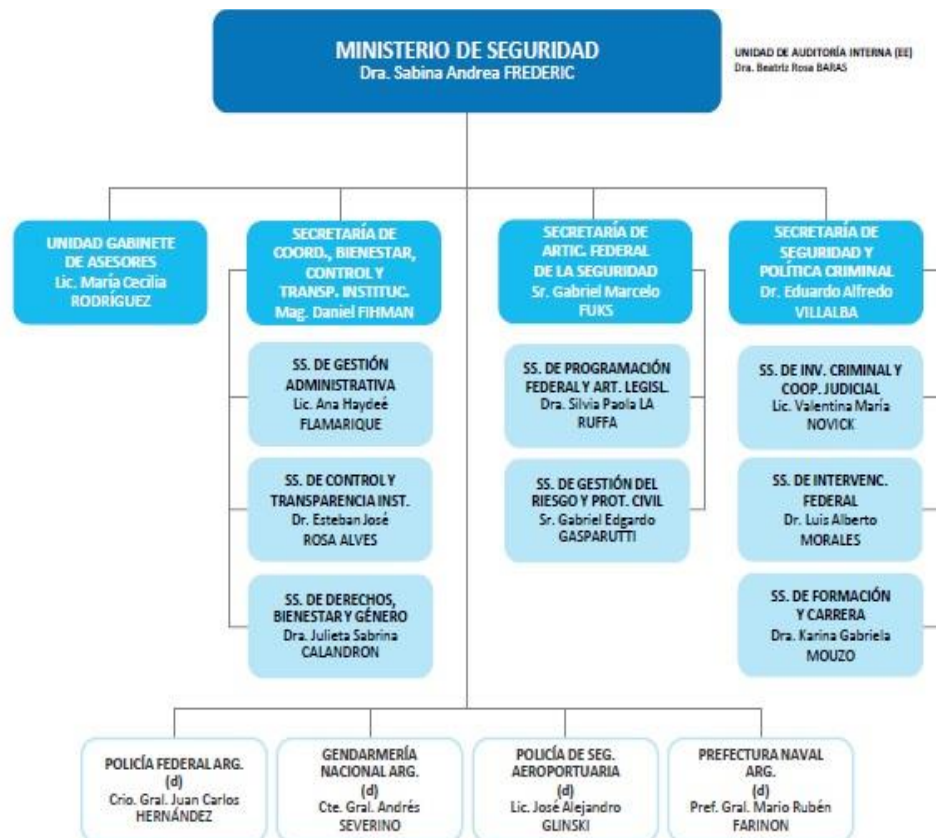 MINISTERIO DE SEGURIDAD
Dra. Sabina Andrea FREDERIC
UNIDAD DE AUDITORÍA INTERNA (EE)
Dra. Beatriz Rosa BARAS
UNIDAD GABINETE
DE ASESORES
Lic. María Cecilia
RODRÍGUEZ
SECRETARÍA DE
COORD., BIENESTAR,
CONTROL Y
TRANSP. INSTITUC.
Mag. Daniel FIHMAN
SECRETARÍA DE
ARTIC. FEDERAL
DE LA SEGURIDAD
Sr. Gabriel Marcelo
FUKS
SECRETARÍA DE
SEGURIDAD Y
POLÍTICA CRIMINAL
Dr. Eduardo Alfredo
VILLALBA
SS. DE GESTIÓN
ADMINISTRATIVA
Lic. Ana Haydeé
FLAMARIQUE
SS. DE PROGRAMACIÓN
FEDERAL Y ART. LEGISL.
Dra. Silvia Paola LA
RUFFA
SS. DE INV. CRIMINAL Y
COOP. JUDICIAL
Lic. Valentina María
NOVICK
SS. DE CONTROL Y
TRANSPARENCIA INST.
Dr. Esteban José
ROSA ALVES
SS. DE GESTIÓN DEL
RIESGO Y PROT. CIVIL
Sr. Gabriel Edgardo
GASPARUTTI
SS. DE INTERVENC.
FEDERAL
Dr. Luis Alberto
MORALES
SS. DE DERECHOS,
BIENESTAR Y GÉNERO
Dra. Julieta Sabrina
CALANDRON
SS. DE FORMACIÓN
Y CARRERA
Dra. Karina Gabriela
MOUZO
POLICÍA FEDERAL ARG.
(d)
Crio. Gral. Juan Carlos
HERNÁNDEZ
GENDARMERÍA
NACIONAL ARG.
(d)
Cte. Gral. Andrés
SEVERINO
POLICÍA DE SEG.
AEROPORTUARIA
(d)
Lic. José Alejandro
GLINSKI
PREFECTURA NAVAL
ARG.
(d)
Pref. Gral. Mario Rubén
FARINON